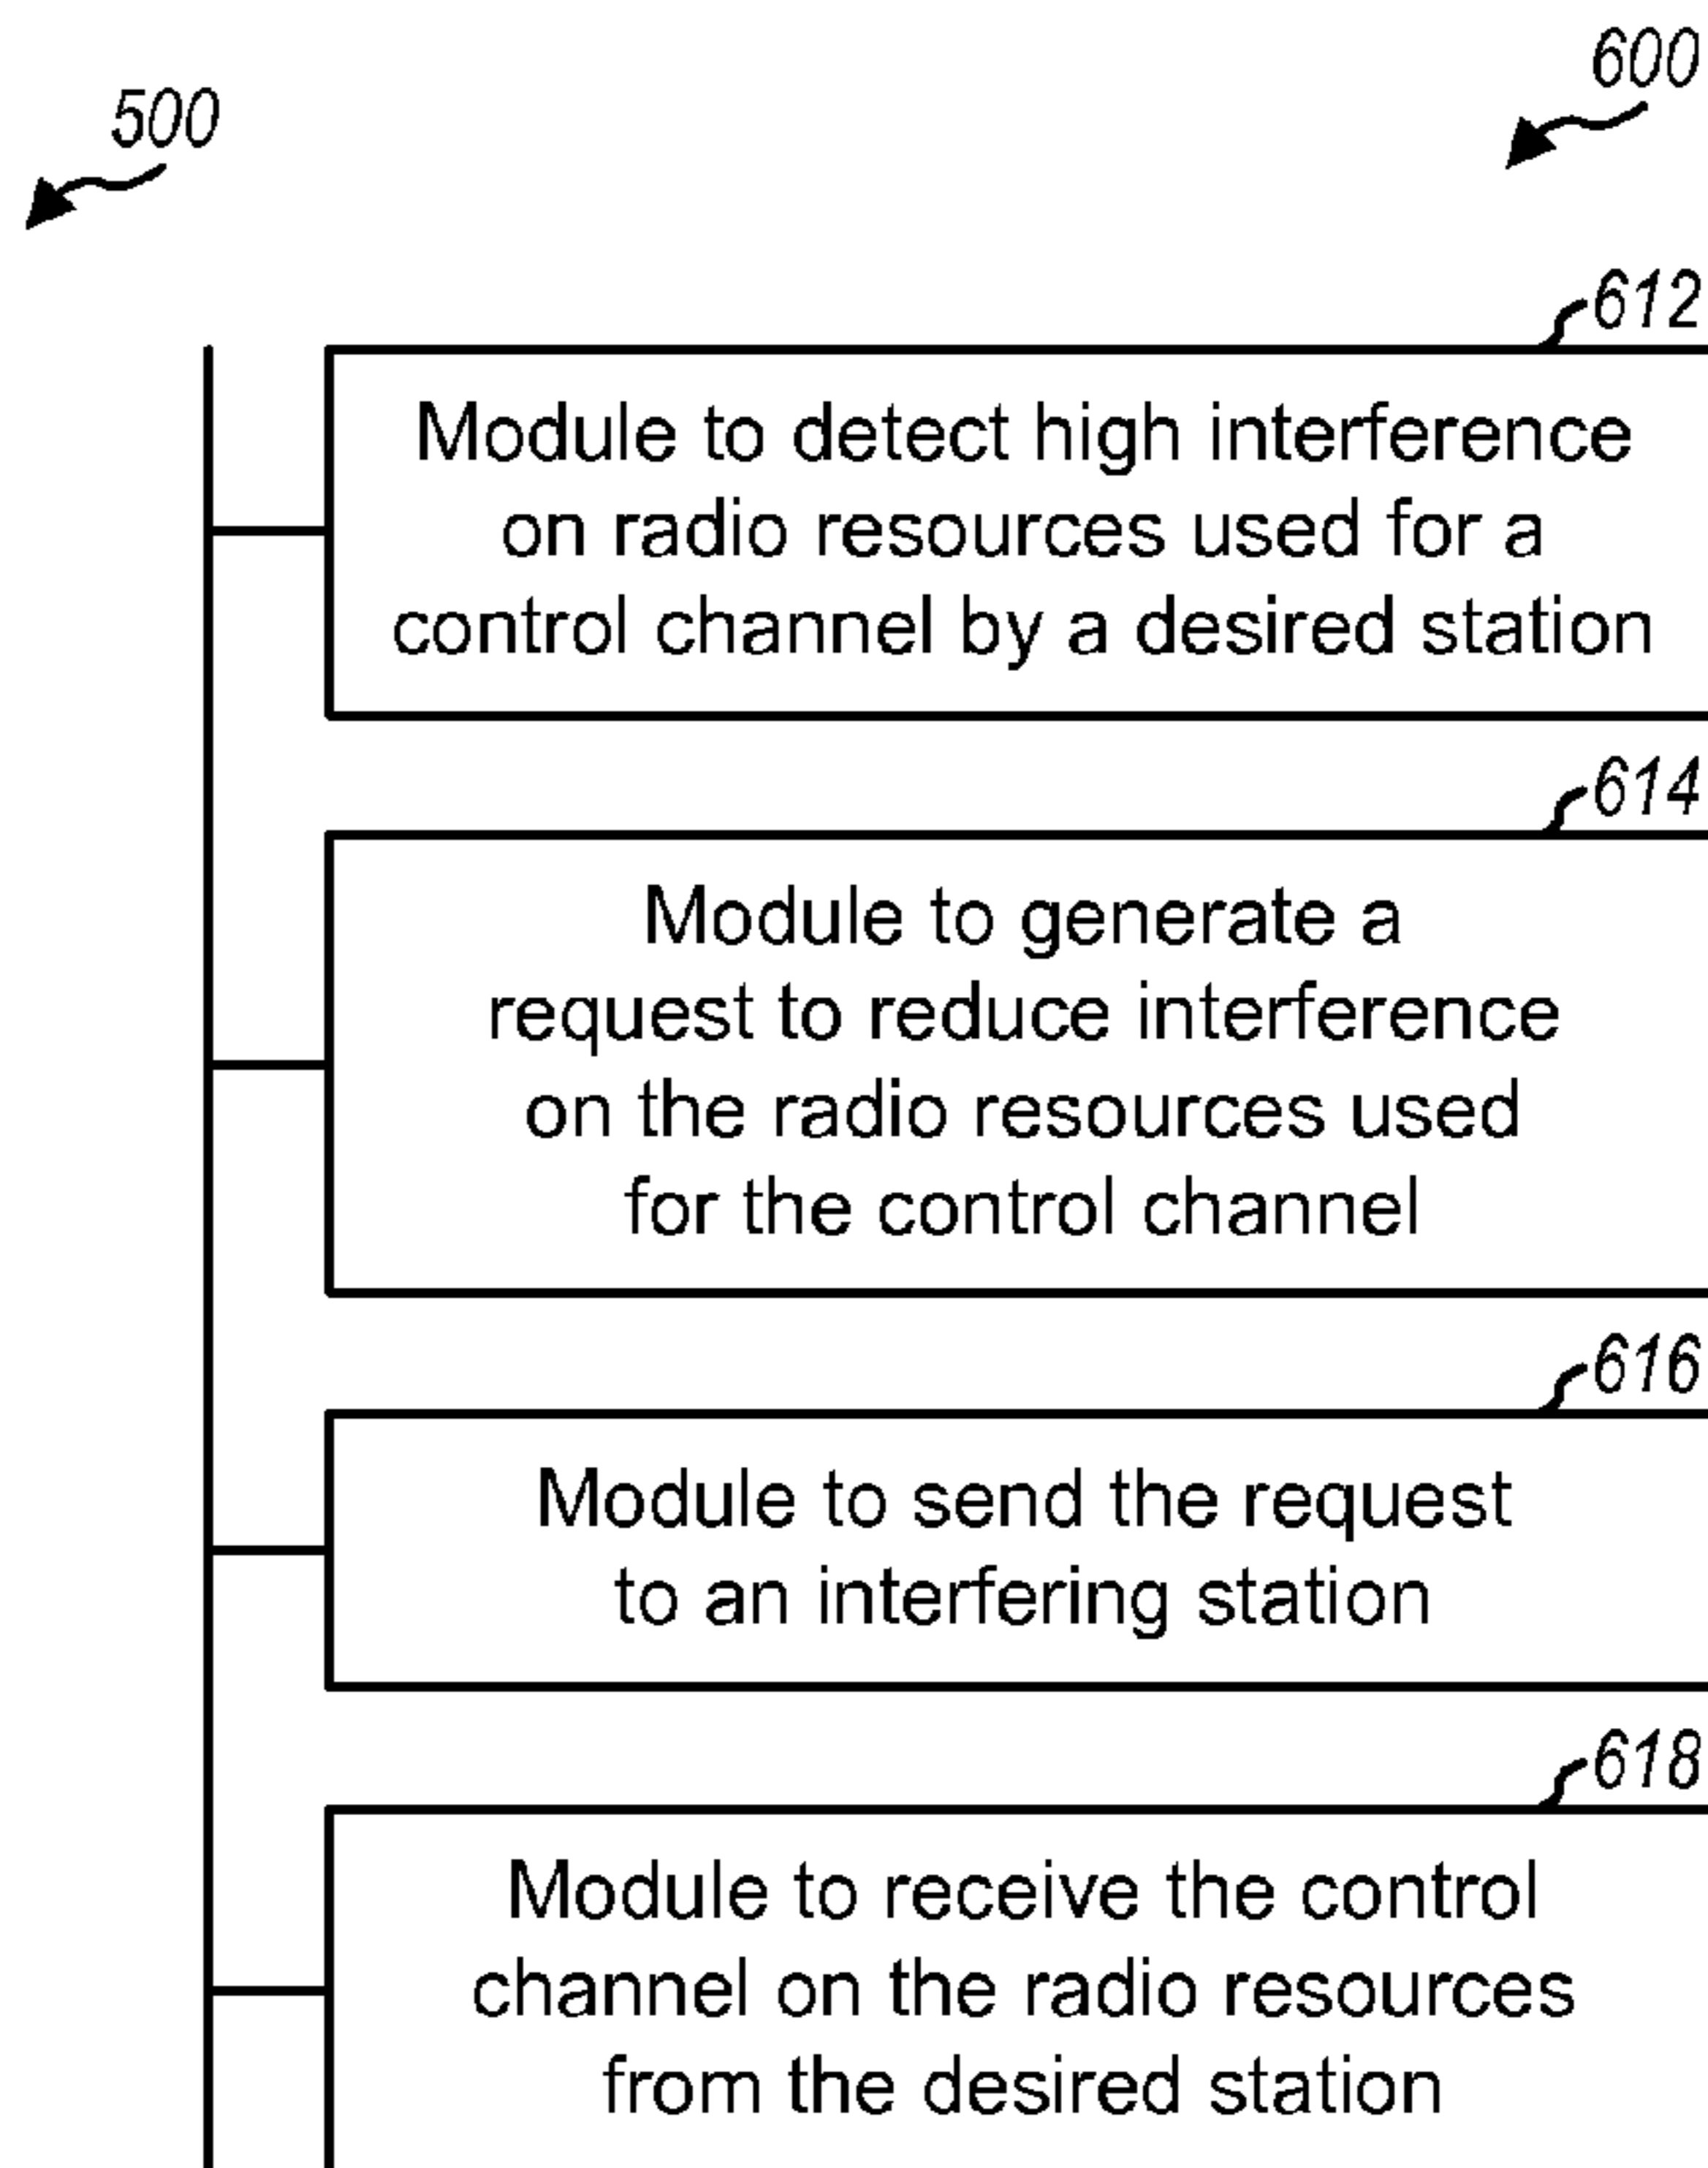 600
500
612
Module to detect high interference
on radio resources used for a
control channel by a desired station
614
Module to generate a
request to reduce interference
on the radio resources used
for the control channel
616
Module to send the request
to an interfering station
618
Module to receive the control
channel on the radio resources
from the desired station